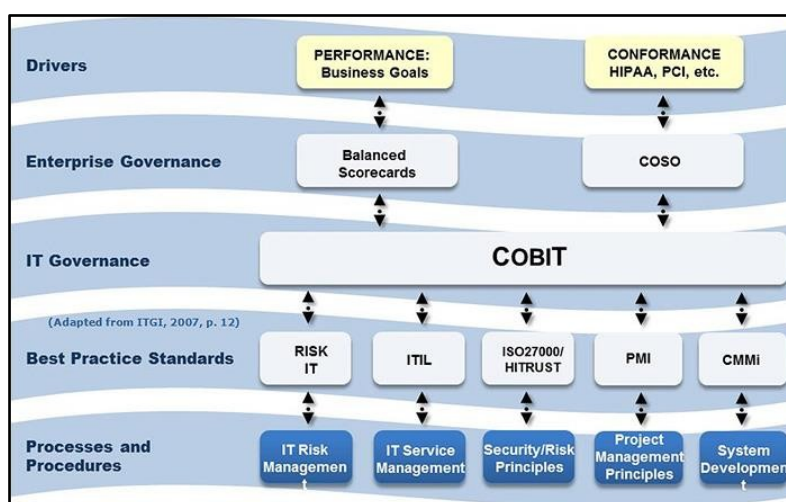 Drivers
PERFORMANCE:
Business Goals
CONFORMANCE
HIPAA, PCI, etc.
Enterprise Governance
Balanced
Scorecards
COSO
IT Governance
COBIT
(Adapted from ITGI, 2007, p. 12)
Best Practice Standards
RISK
IT
ITIL
ISO27000/
HITRUST
PMI
CMMi
Processes and
Procedures
IT Risk
Managemen
t
IT Service
Management
Security/Risk
Principles
Project
Management
Principles
System
Developmen
t